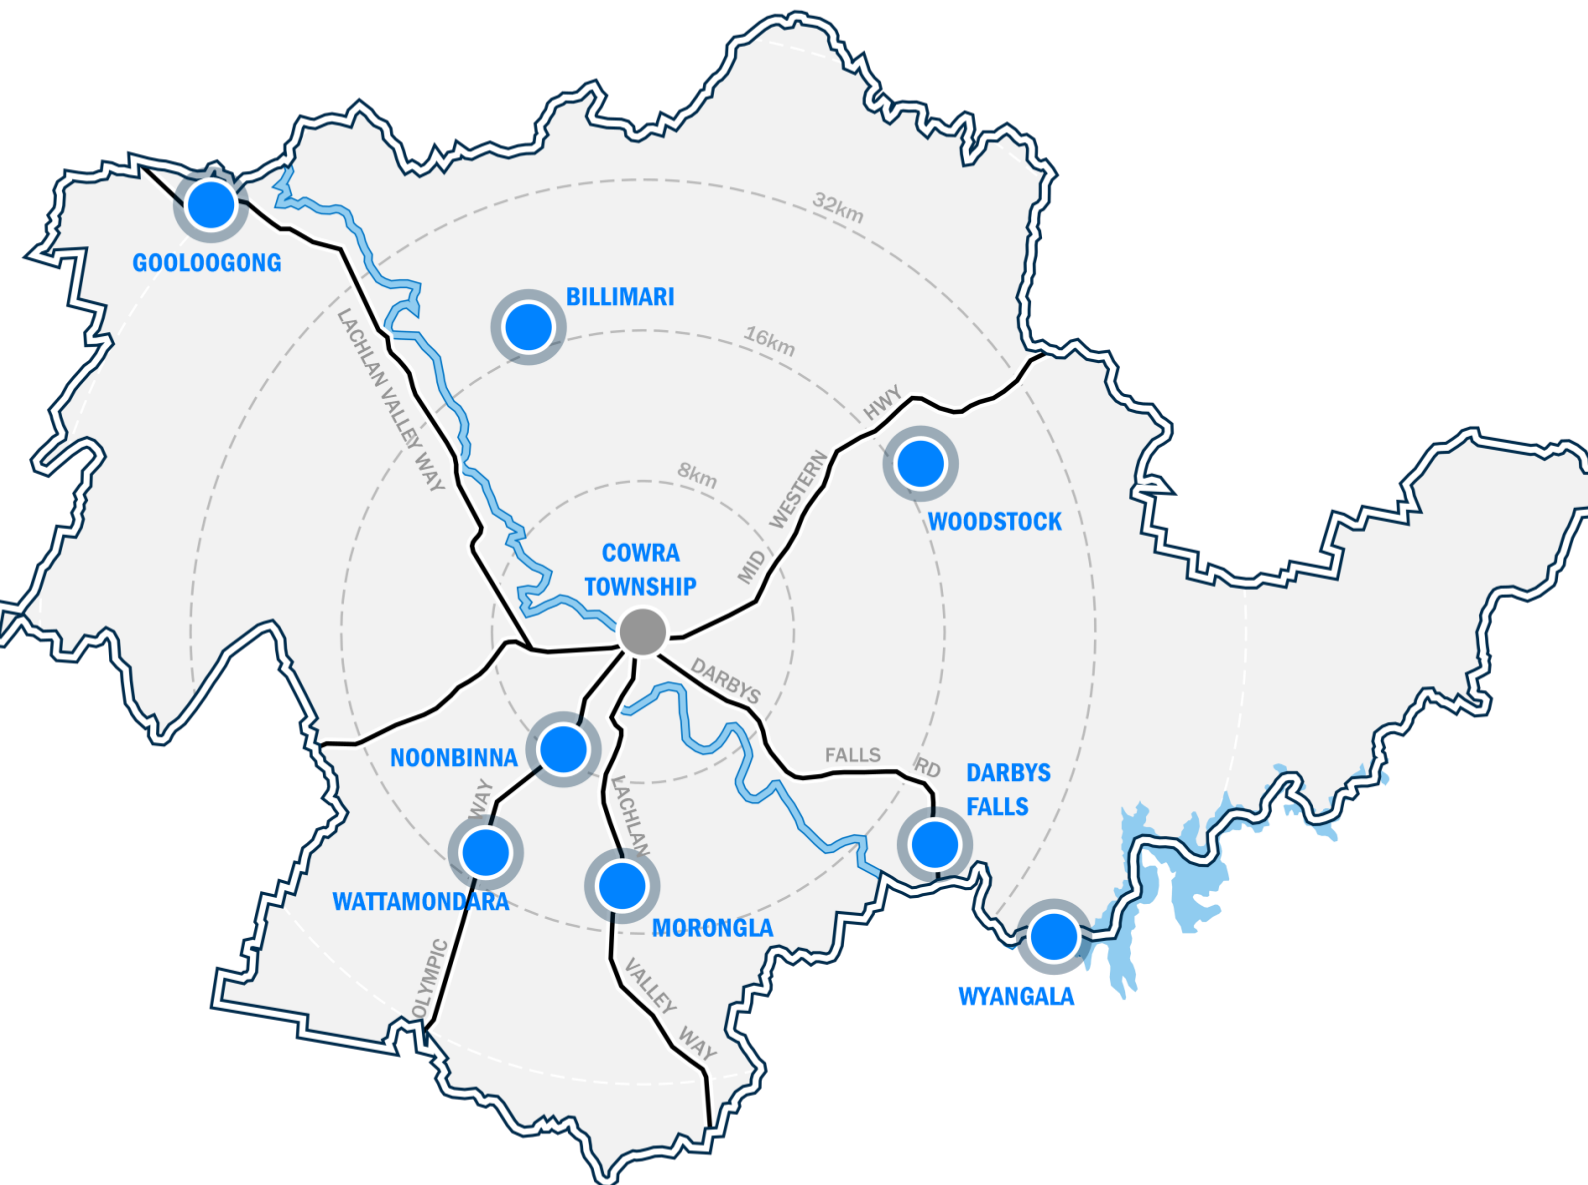 32km
GOOLOOGONG
BILLIMARI
16km
LACHLAN VALLEY WAY
MID WESTERN HWY
8km
WOODSTOCK
COWRA
TOWNSHIP
DARBYS FALLS RD
NOONBINNA
DARBYS
FALLS
OLYMPIC WAY
LACHLAN VALLEY WAY
WATTAMONDARA
MORONGLA
WYANGALA